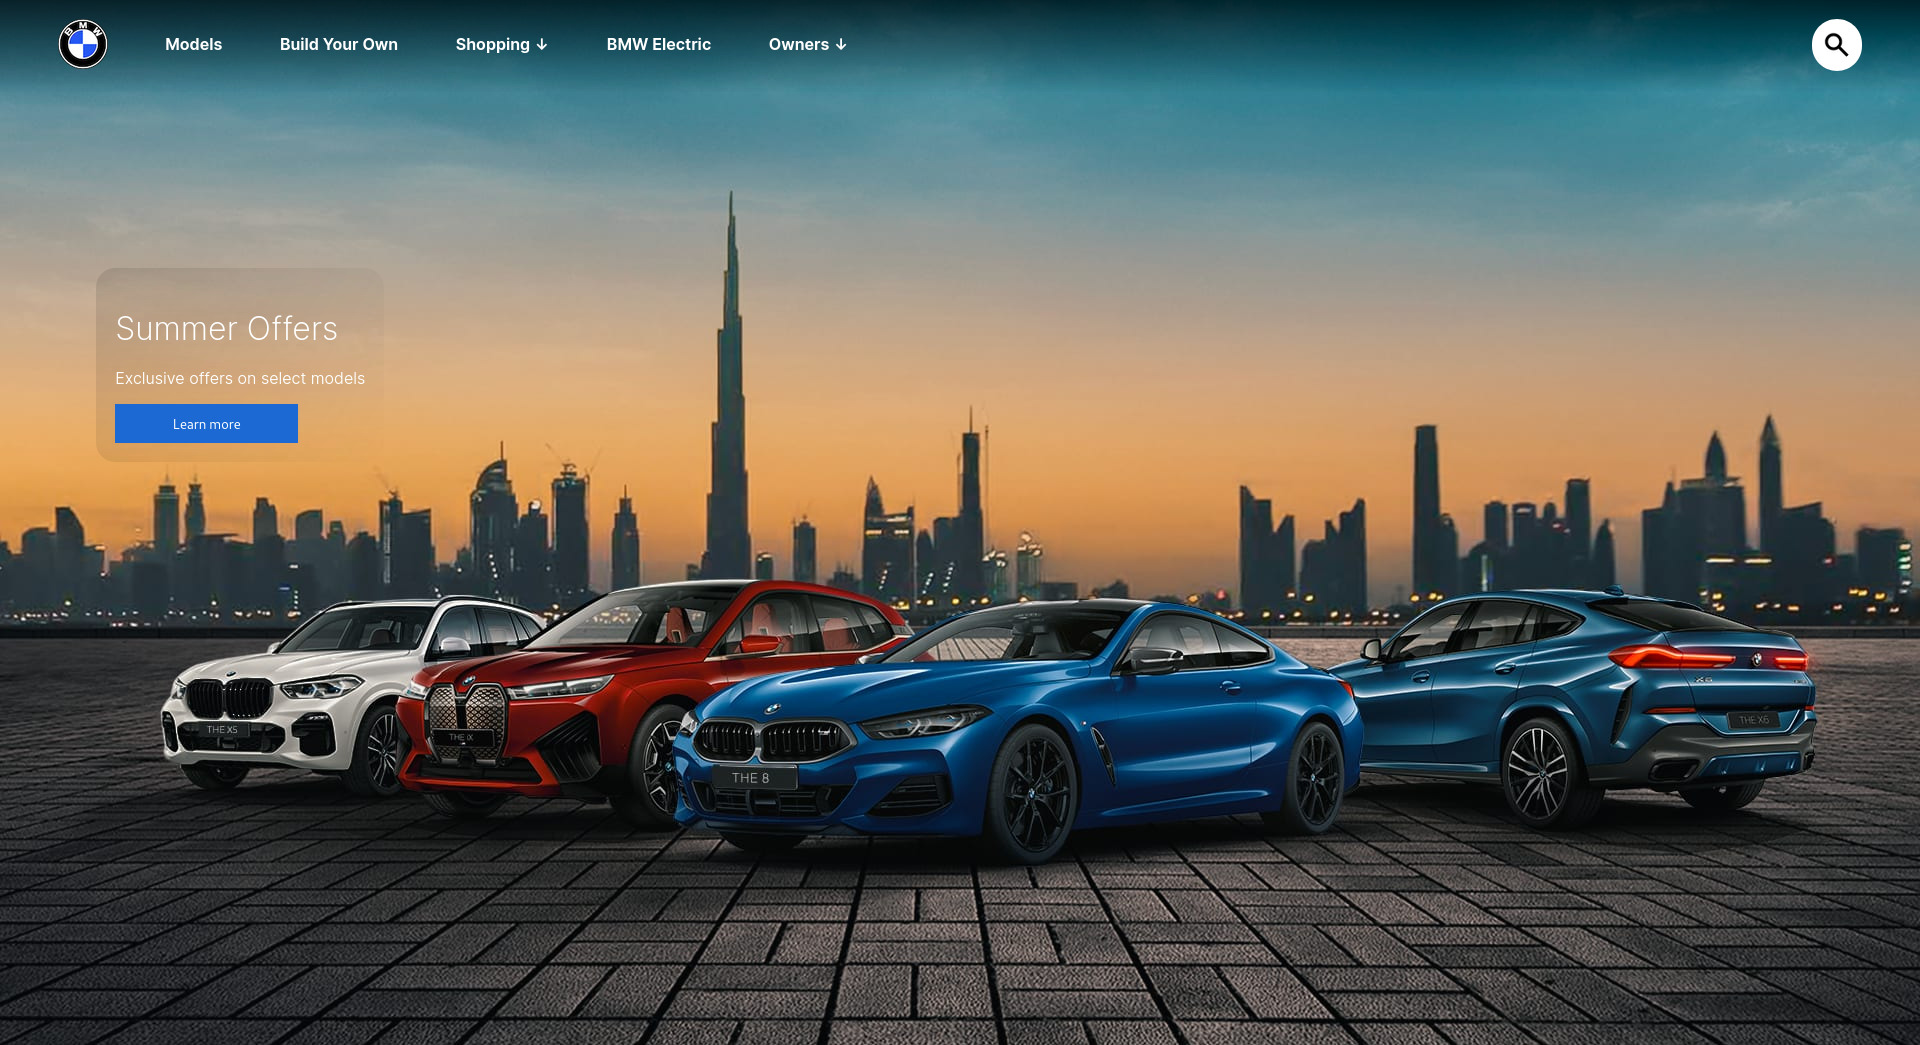 BMW
Models
Build Your Own
Shopping ↓
BMW Electric
Owners ↓
Summer Offers
Exclusive offers on select models
Learn more
THE X5
THE iX
THE 8
X6
THE X6